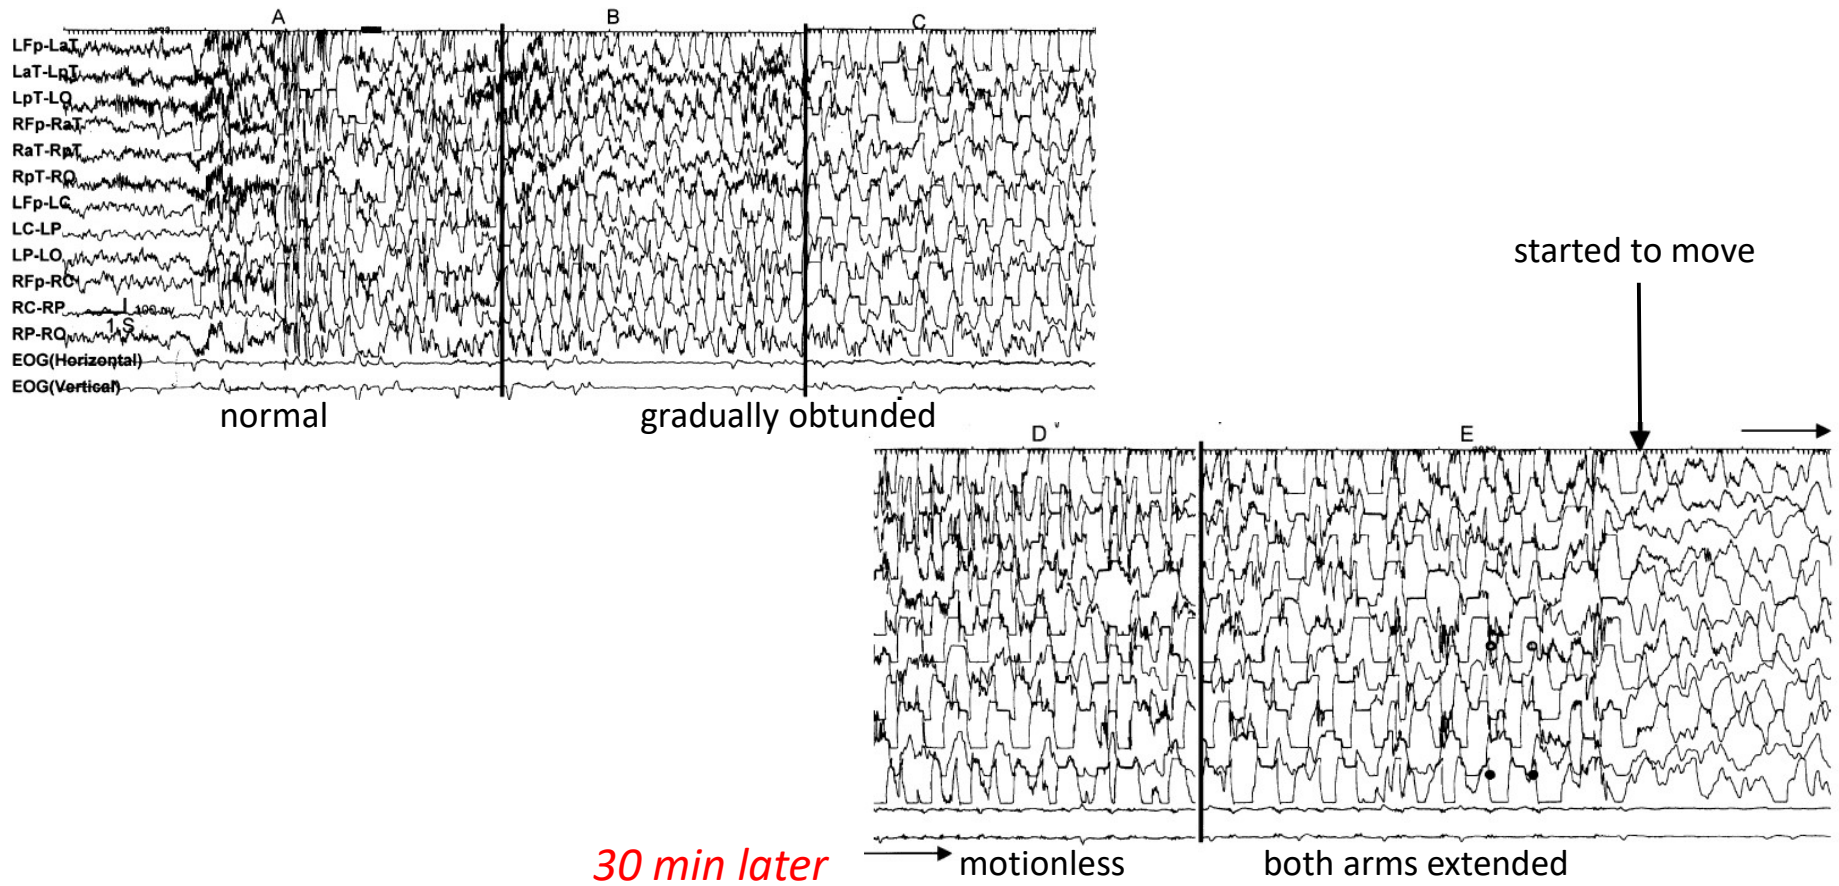 A B C
LFp-LaT
LaT-LpT
LpT-LO
RFp-RaT
RaT-RpT
RpT-RO
LFp-LC
LC-LP
LP-LO
RFp-RC
RC-RP
1 S
RP-RO
EOG(Horizontal)
EOG(Vertical)
normal gradually obtunded
started to move
D E
30 min later motionless both arms extended